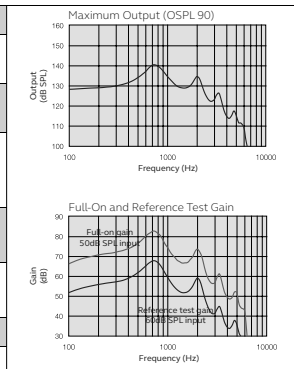 Maximum Output (OSPL 90)
160
150
140
130
120
110
100
Output
(dB SPL)
100
1000
10000
Frequency (Hz)
Full-On and Reference Test Gain
90
80
70
60
50
40
30
Gain
(dB)
Full-on gain
50dB SPL input
Reference test gain
60dB SPL input
100
1000
10000
Frequency (Hz)